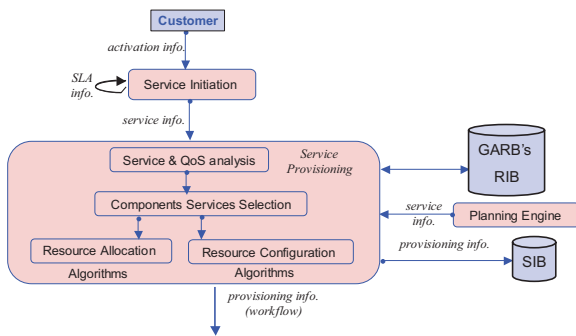 Customer
activation info.
SLA
info.
Service Initiation
service info.
Service & QoS analysis
Service
Provisioning
GARB's
RIB
Components Services Selection
service
info.
Planning Engine
Resource Allocation
Resource Configuration
provisioning info.
SIB
Algorithms
Algorithms
provisioning info.
(workflow)